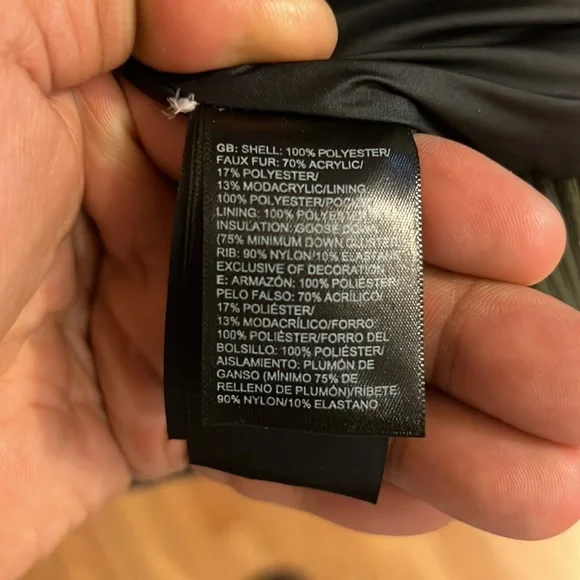 GB: SHELL: 100% POLYESTER/
FAUX FUR: 70% ACRYLIC/
17% POLYESTER/
13% MODACRYLIC/LINING
100% POLYESTER/POCKET
LINING: 100% POLYESTER/
INSULATION: GOOSE DOWN
(75% MINIMUM DOWN CLUSTER
RIB: 90% NYLON/10% ELASTANE
EXCLUSIVE OF DECORATION
E: ARMAZÓN: 100% POLIÉSTER
PELO FALSO: 70% ACRÍLICO/
17% POLIÉSTER/
13% MODACRÍLICO/FORRO:
100% POLIÉSTER/FORRO DEL
BOLSILLO: 100% POLIÉSTER/
AISLAMIENTO: PLUMÓN DE
GANSO (MÍNIMO 75% DE
RELLENO DE PLUMÓN)/RIBETE:
90% NYLON/10% ELASTANO